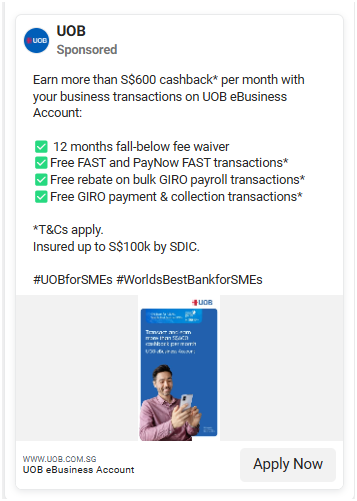 UOB
UOB
Sponsored
Earn more than S$600 cashback* per month with
your business transactions on UOB eBusiness
Account:
✅ 12 months fall-below fee waiver
✅ Free FAST and PayNow FAST transactions*
✅ Free rebate on bulk GIRO payroll transactions*
✅ Free GIRO payment & collection transactions*
*T&Cs apply.
Insured up to S$100k by SDIC.
#UOBforSMEs #WorldsBestBankforSMEs
UOB
Transact and earn
more than S$600
cashback per month
UOB eBusiness Account
WWW.UOB.COM.SG
UOB eBusiness Account
Apply Now